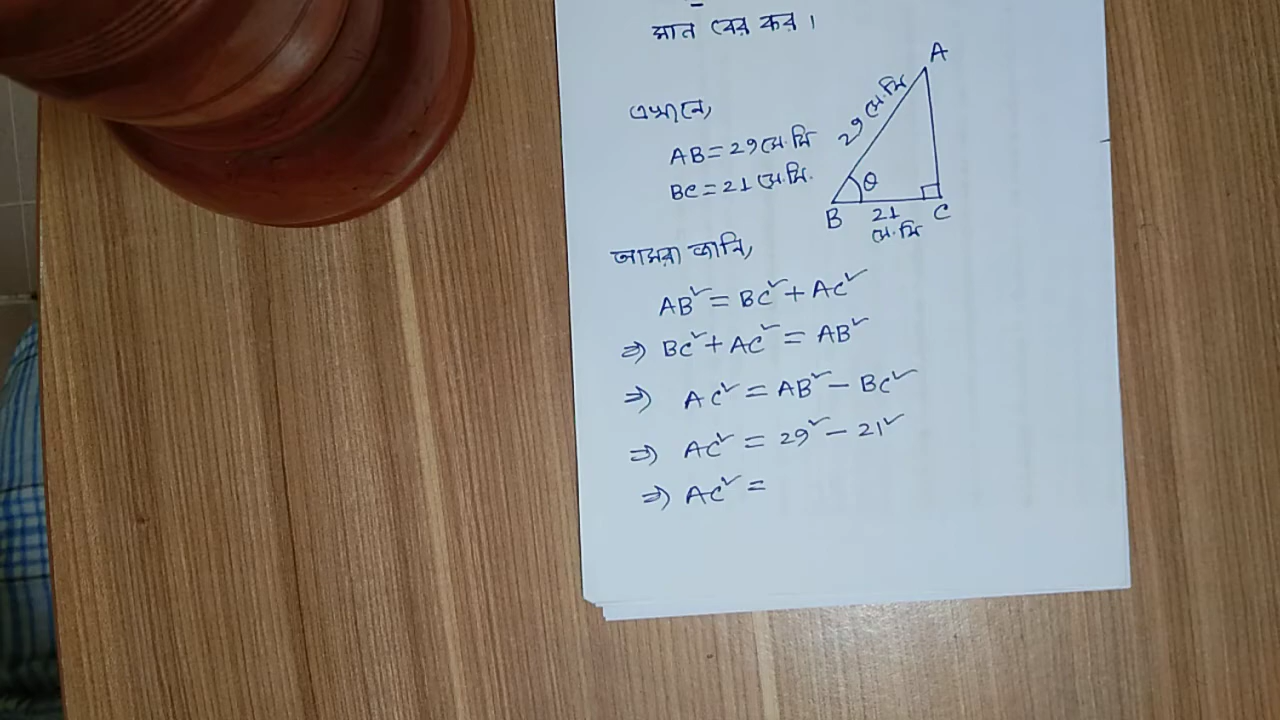 মান বের কর।
A
২৯ সে.মি
এখানে,
AB = 29 সে.মি
BC = 21 সে.মি.
θ
B 21 C
সে.মি
আমরা জানি,
AB² = BC² + AC²
⇒ BC² + AC² = AB²
⇒ AC² = AB² − BC²
⇒ AC² = 29² − 21²
⇒ AC² =